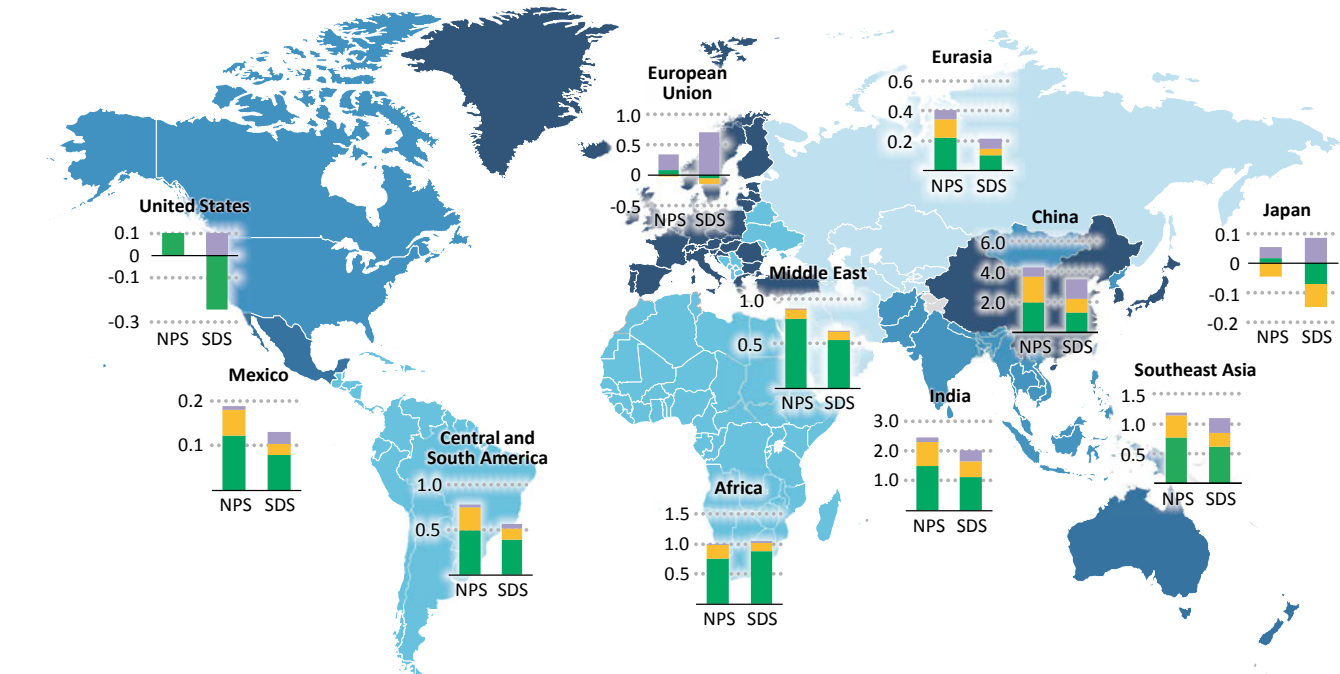 United States
0.1
0
-0.1
-0.3
NPS SDS
Mexico
0.2
0.1
NPS SDS
Central and
South America
1.0
0.5
NPS SDS
European
Union
1.0
0.5
0
-0.5
NPS SDS
Africa
1.5
1.0
0.5
NPS SDS
Middle East
1.0
0.5
NPS SDS
Eurasia
0.6
0.4
0.2
NPS SDS
China
6.0
4.0
2.0
NPS SDS
India
3.0
2.0
1.0
NPS SDS
Japan
0.1
0
-0.1
-0.2
NPS SDS
Southeast Asia
1.5
1.0
0.5
NPS SDS